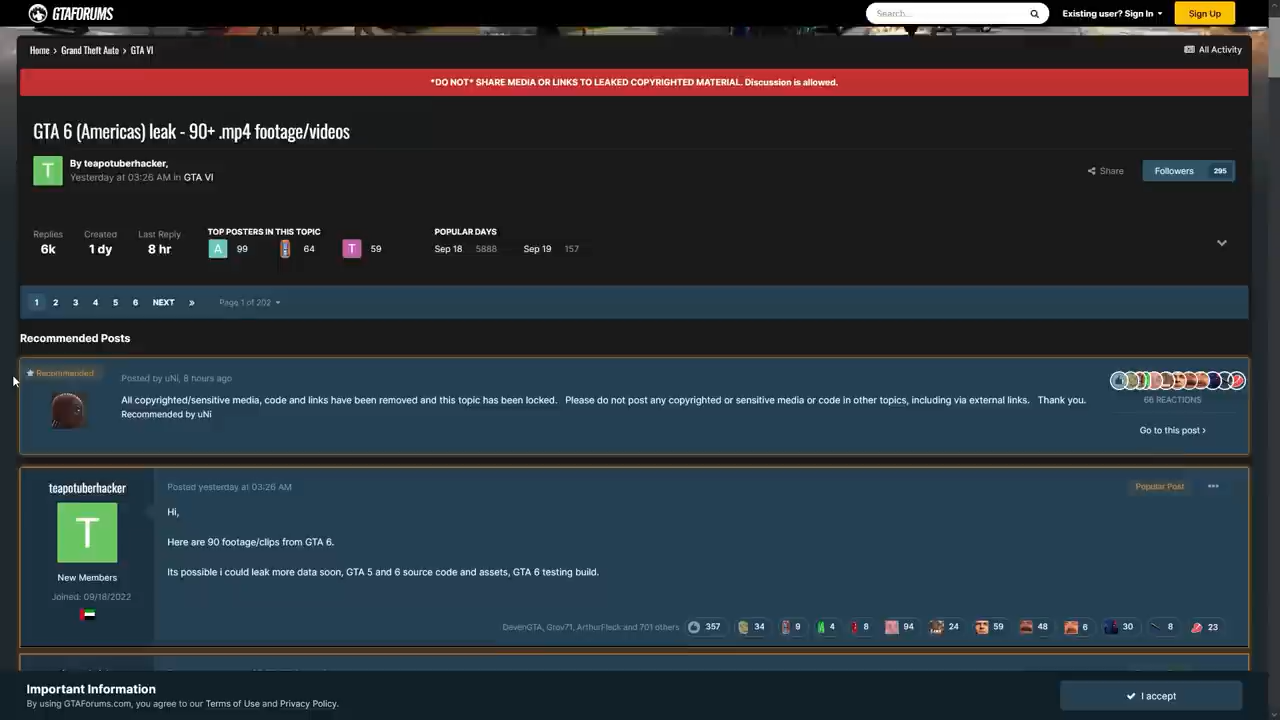 GTAFORUMS
Search...
Existing user? Sign In
Sign Up
Home > Grand Theft Auto > GTA VI
All Activity
*DO NOT* SHARE MEDIA OR LINKS TO LEAKED COPYRIGHTED MATERIAL. Discussion is allowed.
GTA 6 (Americas) leak - 90+ .mp4 footage/videos
T
By teapotuberhacker,
Yesterday at 03:26 AM in GTA VI
Share
Followers 295
Replies Created Last Reply
6k 1 dy 8 hr
TOP POSTERS IN THIS TOPIC
A 99 64 T 59
POPULAR DAYS
Sep 18 5888 Sep 19 157
1 2 3 4 5 6 NEXT » Page 1 of 202
Recommended Posts
Recommended
Posted by uNi, 8 hours ago
All copyrighted/sensitive media, code and links have been removed and this topic has been locked. Please do not post any copyrighted or sensitive media or code in other topics, including via external links. Thank you.
Recommended by uNi
66 REACTIONS
Go to this post >
teapotuberhacker
T
New Members
Joined: 09/18/2022
Posted yesterday at 03:26 AM
Popular Post
Hi,
Here are 90 footage/clips from GTA 6.
Its possible i could leak more data soon, GTA 5 and 6 source code and assets, GTA 6 testing build.
DevenGTA, Grov71, ArthurFleck and 701 others 357 34 9 4 8 94 24 59 48 6 30 8 23
Important Information
By using GTAForums.com, you agree to our Terms of Use and Privacy Policy.
I accept